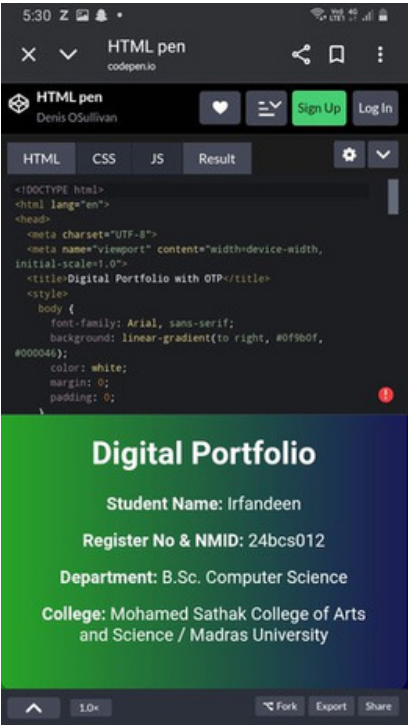 5:30 Z
HTML pen
codepen.io
HTML pen
Denis OSullivan
Sign Up
Log In
HTML CSS JS Result
<!DOCTYPE html>
<html lang="en">
<head>
<meta charset="UTF-8">
<meta name="viewport" content="width=device-width,
initial-scale=1.0">
<title>Digital Portfolio with OTP</title>
<style>
body {
font-family: Arial, sans-serif;
background: linear-gradient(to right, #0f9b0f,
#000046);
color: white;
margin: 0;
padding: 0;
}
Digital Portfolio
Student Name: Irfandeen
Register No & NMID: 24bcs012
Department: B.Sc. Computer Science
College: Mohamed Sathak College of Arts
and Science / Madras University
1.0× Fork Export Share